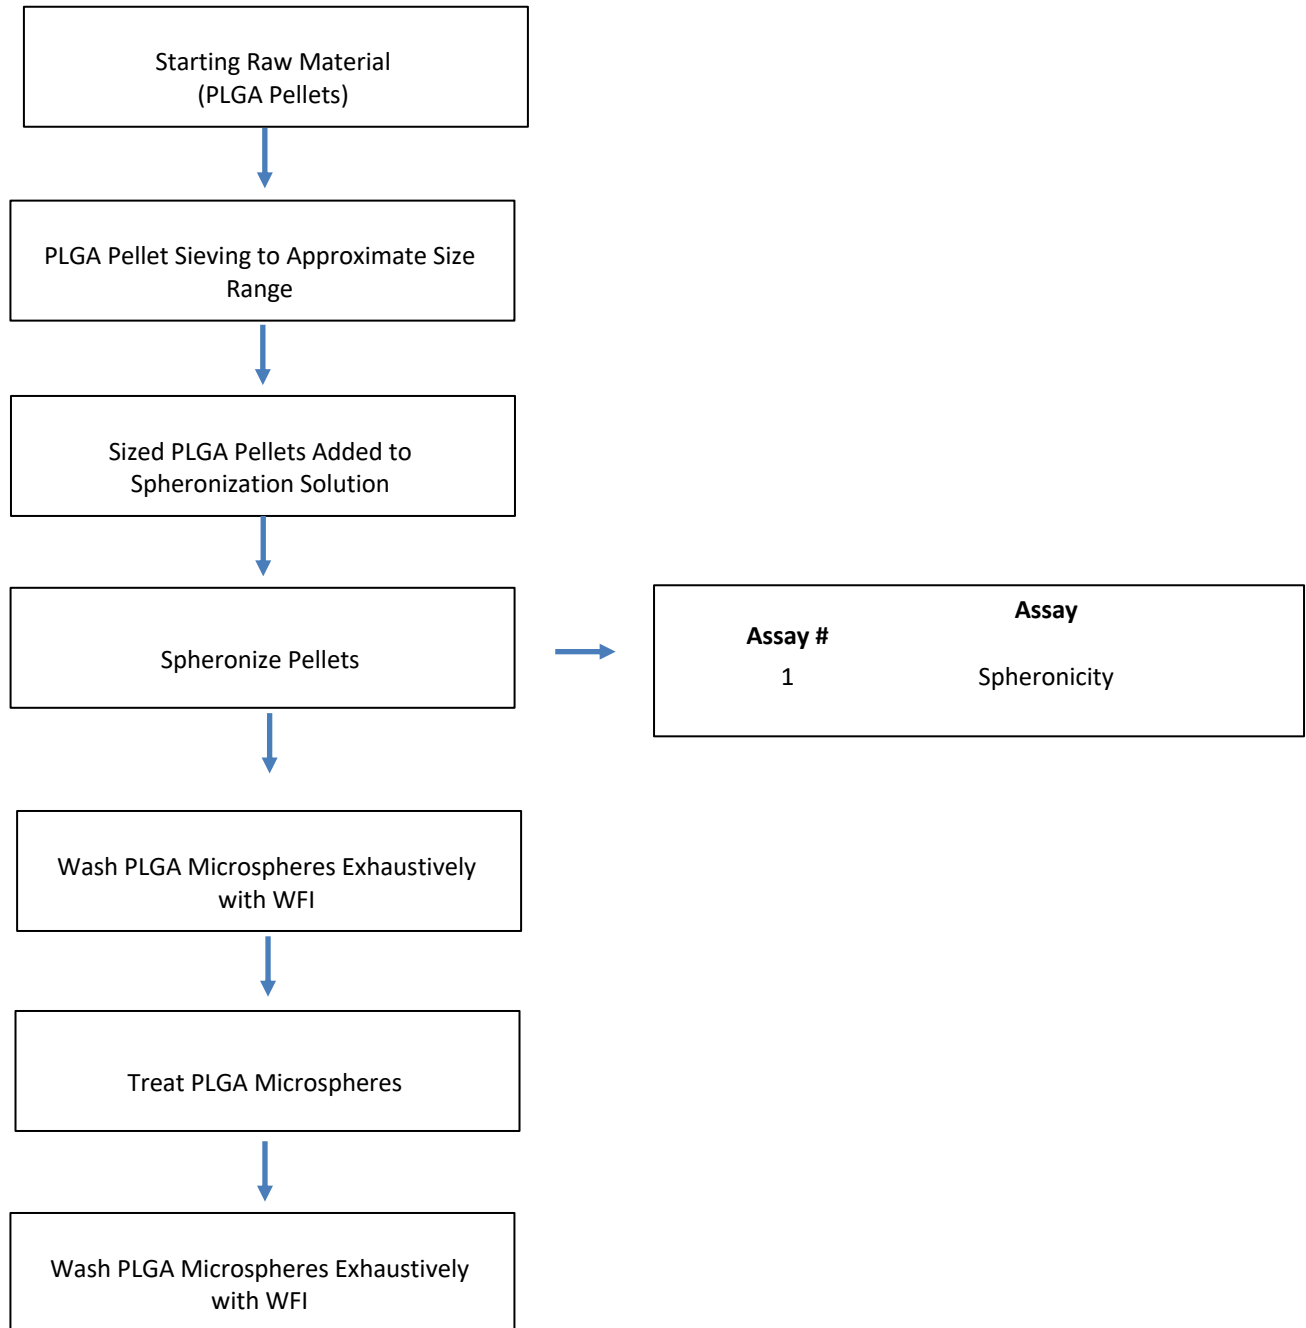 Starting Raw Material
(PLGA Pellets)
PLGA Pellet Sieving to Approximate Size
Range
Sized PLGA Pellets Added to
Spheronization Solution
Spheronize Pellets
Assay
Assay #
1 Spheronicity
Wash PLGA Microspheres Exhaustively
with WFI
Treat PLGA Microspheres
Wash PLGA Microspheres Exhaustively
with WFI